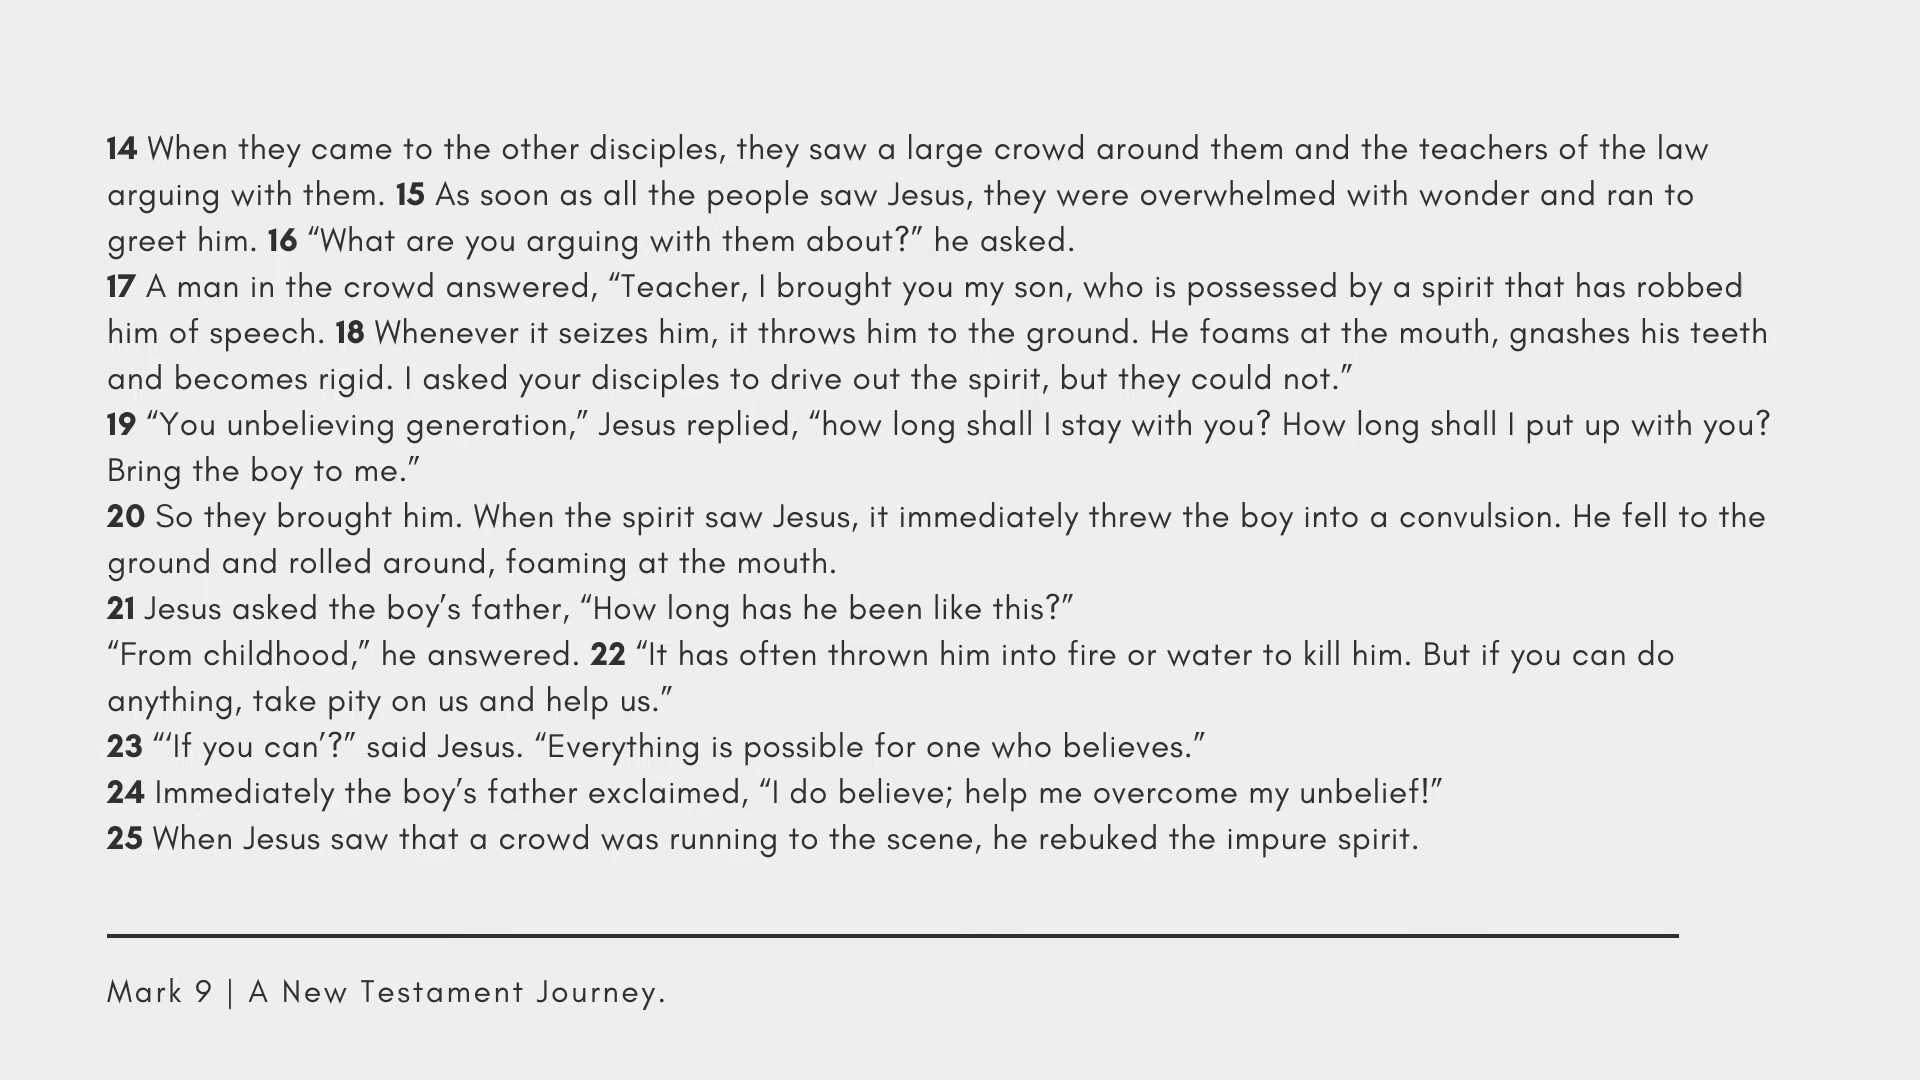 14 When they came to the other disciples, they saw a large crowd around them and the teachers of the law
arguing with them. 15 As soon as all the people saw Jesus, they were overwhelmed with wonder and ran to
greet him. 16 “What are you arguing with them about?” he asked.
17 A man in the crowd answered, “Teacher, I brought you my son, who is possessed by a spirit that has robbed
him of speech. 18 Whenever it seizes him, it throws him to the ground. He foams at the mouth, gnashes his teeth
and becomes rigid. I asked your disciples to drive out the spirit, but they could not.”
19 “You unbelieving generation,” Jesus replied, “how long shall I stay with you? How long shall I put up with you?
Bring the boy to me.”
20 So they brought him. When the spirit saw Jesus, it immediately threw the boy into a convulsion. He fell to the
ground and rolled around, foaming at the mouth.
21 Jesus asked the boy’s father, “How long has he been like this?”
“From childhood,” he answered. 22 “It has often thrown him into fire or water to kill him. But if you can do
anything, take pity on us and help us.”
23 “‘If you can’?” said Jesus. “Everything is possible for one who believes.”
24 Immediately the boy’s father exclaimed, “I do believe; help me overcome my unbelief!”
25 When Jesus saw that a crowd was running to the scene, he rebuked the impure spirit.
Mark 9 | A New Testament Journey.